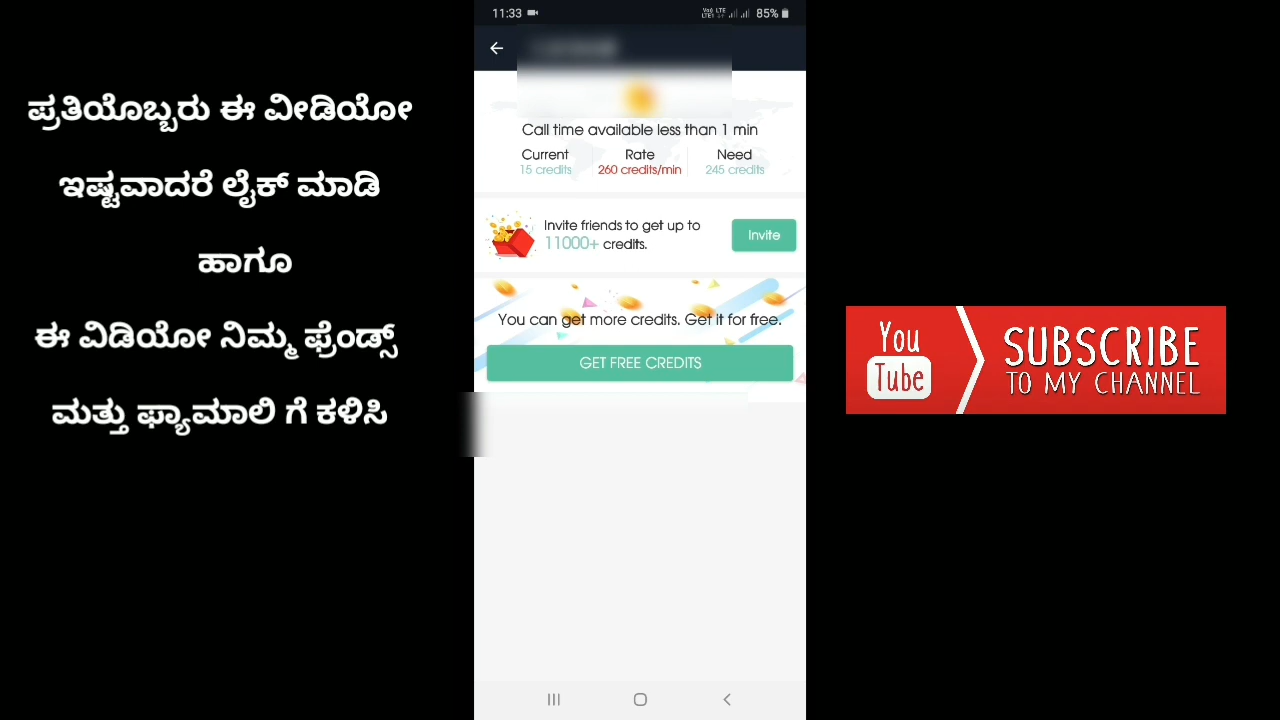 ಪ್ರತಿಯೊಬ್ಬರು ಈ ವೀಡಿಯೋ
ಇಷ್ಟವಾದರೆ ಲೈಕ್ ಮಾಡಿ
ಹಾಗೂ
ಈ ವಿಡಿಯೋ ನಿಮ್ಮ ಫ್ರೆಂಡ್ಸ್
ಮತ್ತು ಫ್ಯಾಮಾಲಿ ಗೆ ಕಳಿಸಿ
11:33
85%
Call time available less than 1 min
Current Rate Need
15 credits 260 credits/min 245 credits
Invite friends to get up to
11000+ credits.
Invite
You can get more credits. Get it for free.
GET FREE CREDITS
You Tube
SUBSCRIBE
TO MY CHANNEL